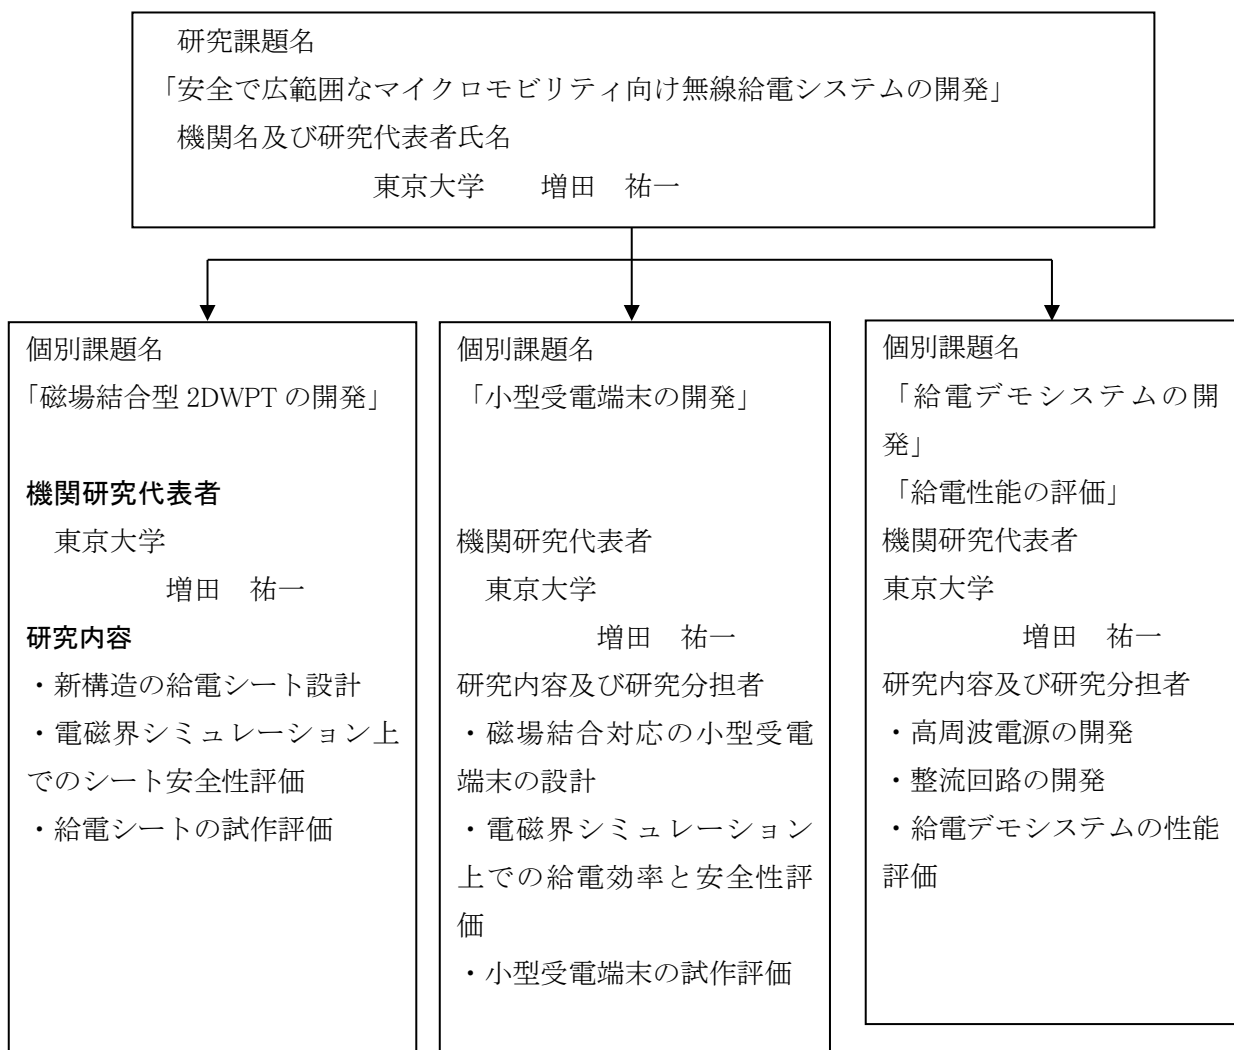 研究課題名
「安全で広範囲なマイクロモビリティ向け無線給電システムの開発」
機関名及び研究代表者氏名
東京大学　　増田　祐一
個別課題名
「磁場結合型 2DWPT の開発」
機関研究代表者
東京大学
増田　祐一
研究内容
・新構造の給電シート設計
・電磁界シミュレーション上
でのシート安全性評価
・給電シートの試作評価
個別課題名
「小型受電端末の開発」
機関研究代表者
東京大学
増田　祐一
研究内容及び研究分担者
・磁場結合対応の小型受電
端末の設計
・電磁界シミュレーション
上での給電効率と安全性評
価
・小型受電端末の試作評価
個別課題名
「給電デモシステムの開
発」
「給電性能の評価」
機関研究代表者
東京大学
増田　祐一
研究内容及び研究分担者
・高周波電源の開発
・整流回路の開発
・給電デモシステムの性能
評価